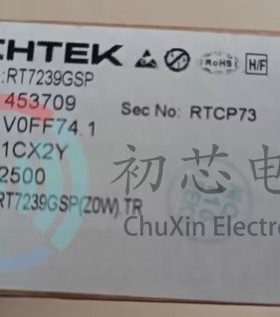 CHTEK RoHS H/F
:RT7239GSP
453709
Sec No: RTCP73
V0FF74.1
1CX2Y
2500
RT7239GSP(Z0W).TR
初芯电
ChuXin Electro